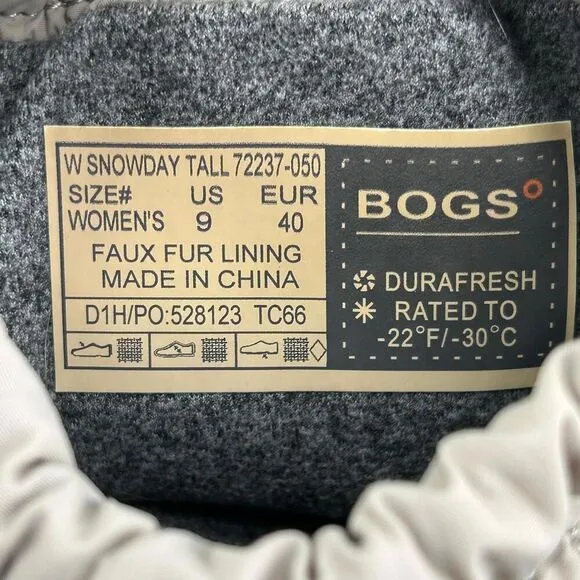 W SNOWDAY TALL 72237-050
SIZE# US EUR
WOMEN'S 9 40
FAUX FUR LINING
MADE IN CHINA
D1H/PO:528123 TC66
BOGS
DURAFRESH
RATED TO
-22°F/-30°C